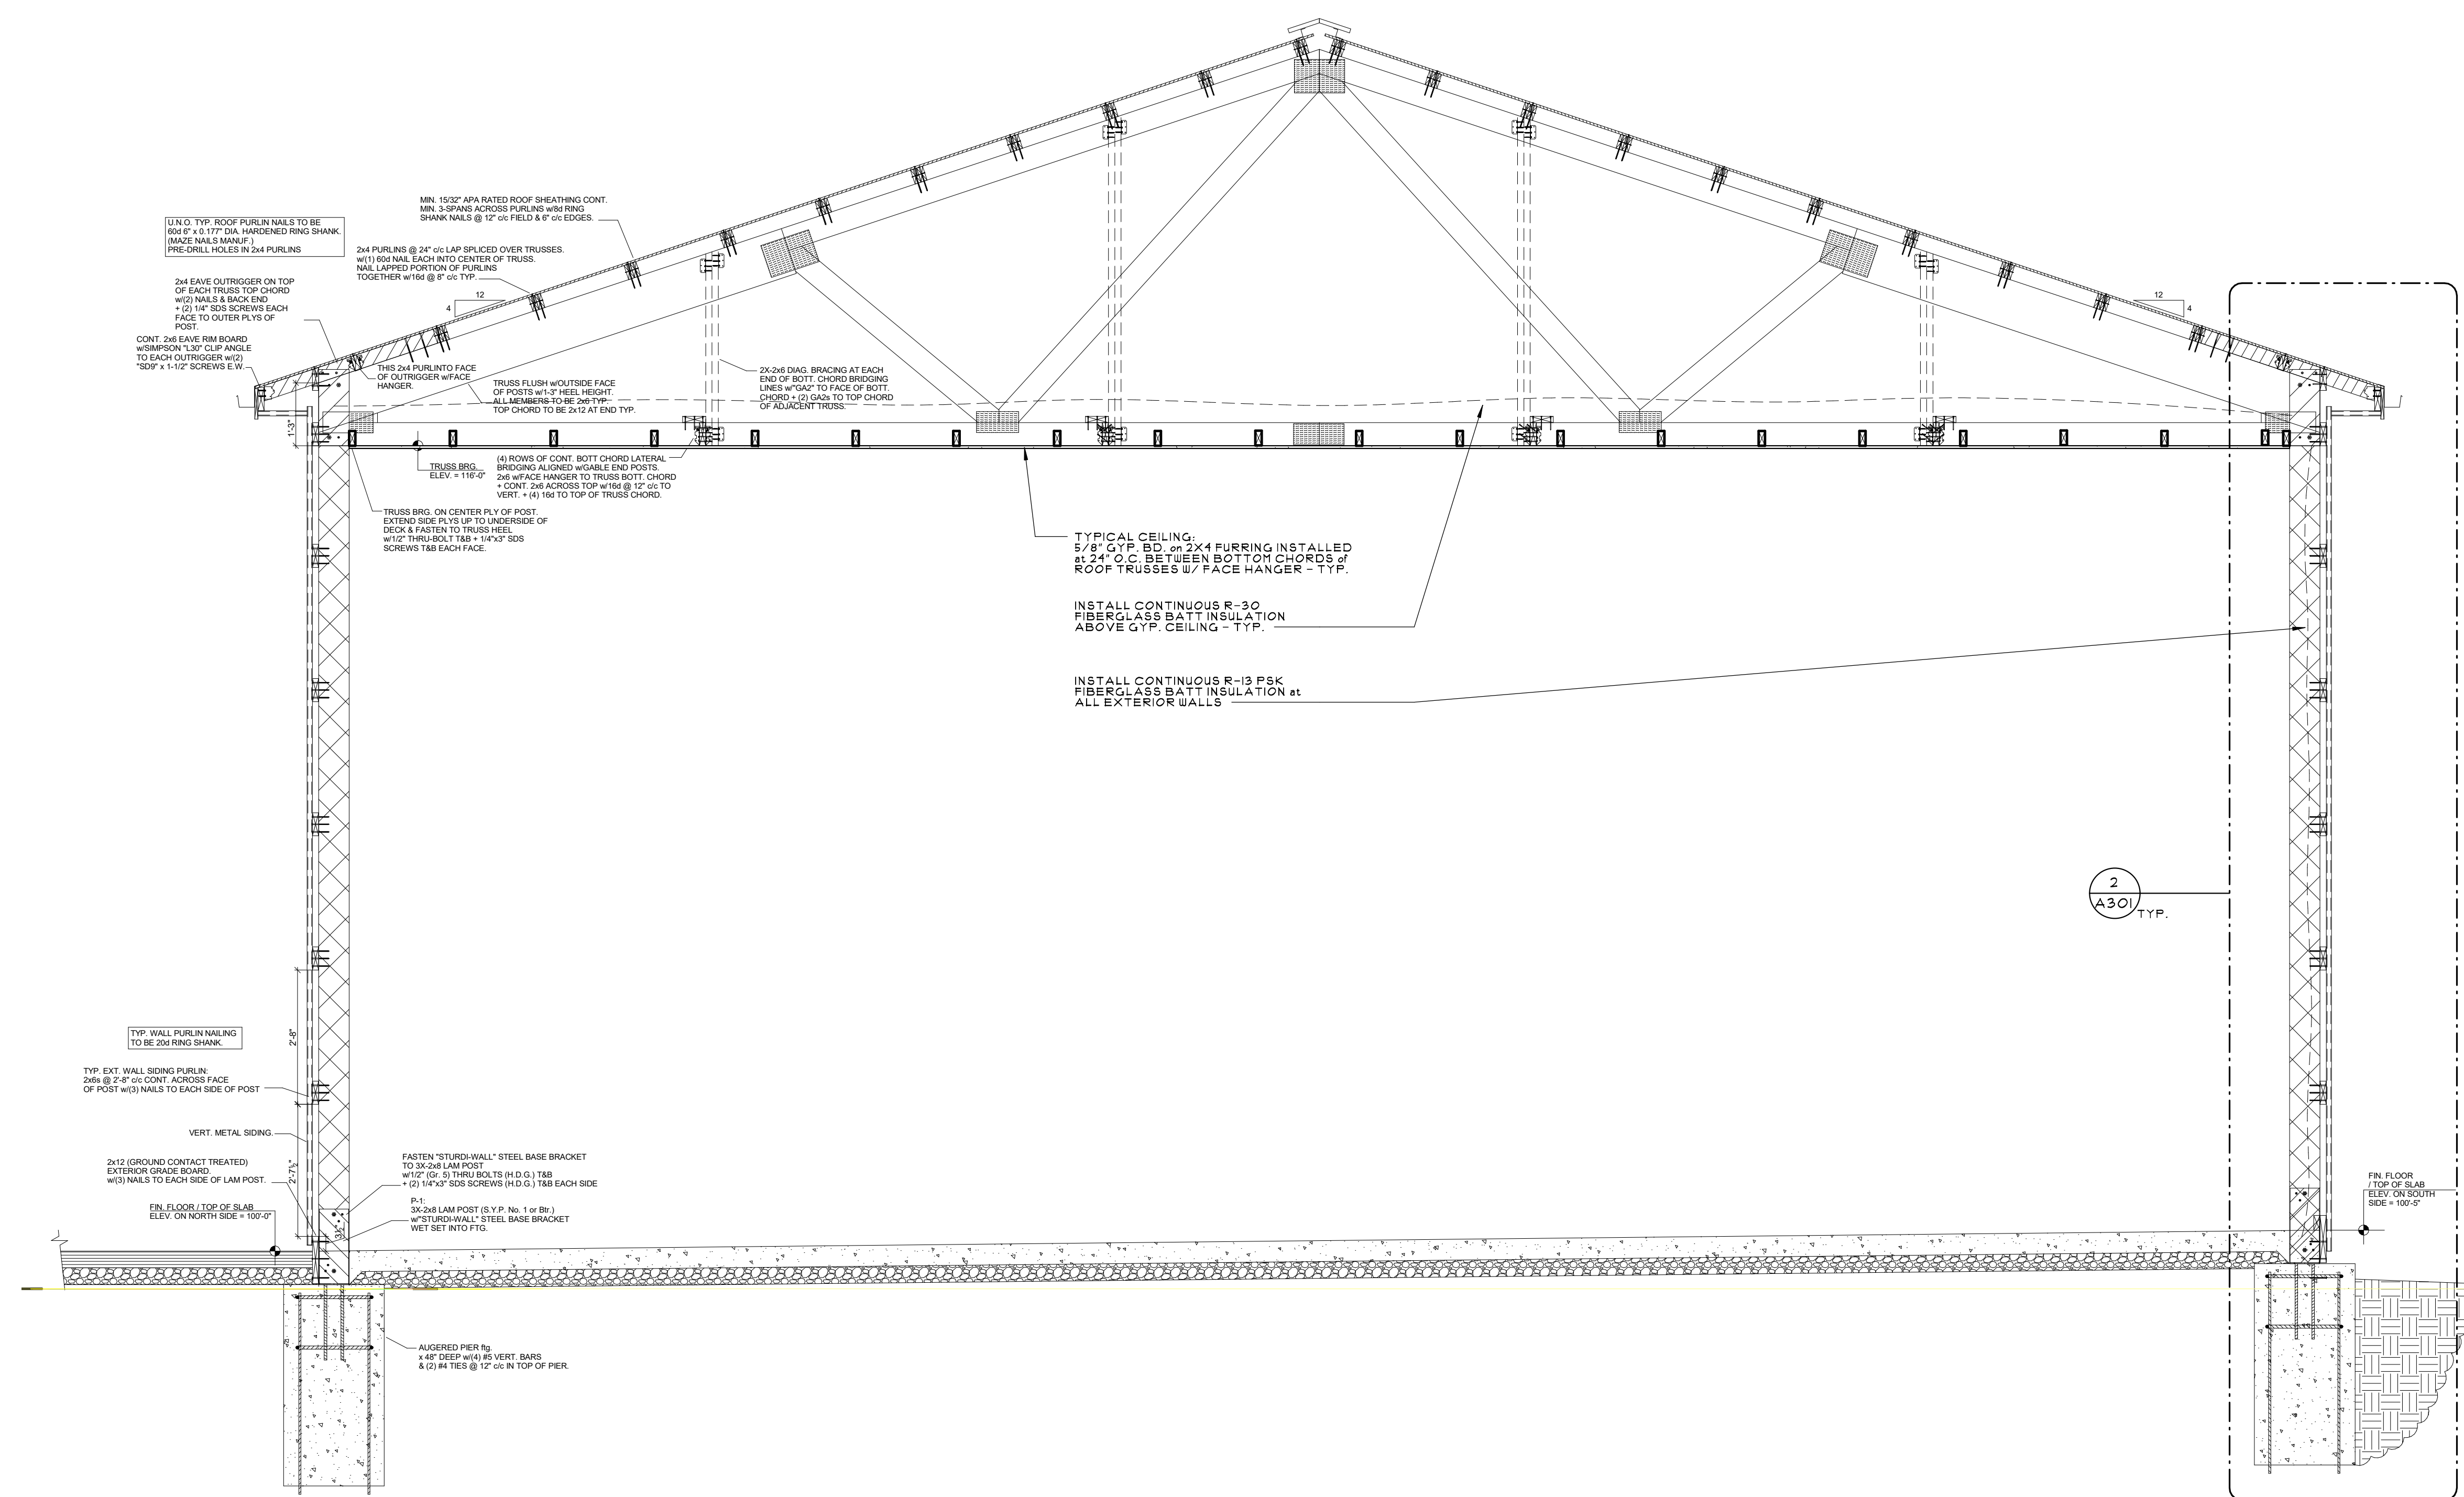 MIN. 15/32" APA RATED ROOF SHEATHING CONT.
MIN. 3-SPANS ACROSS PURLINS w/8d RING
SHANK NAILS @ 12" c/c FIELD & 6" c/c EDGES.
U.N.O. TYP. ROOF PURLIN NAILS TO BE
60d 6" x 0.177" DIA. HARDENED RING SHANK.
(MAZE NAILS MANUF.)
PRE-DRILL HOLES IN 2x4 PURLINS
2x4 PURLINS @ 24" c/c LAP SPLICED OVER TRUSSES.
w/(1) 60d NAIL EACH INTO CENTER OF TRUSS.
NAIL LAPPED PORTION OF PURLINS
TOGETHER w/16d @ 8" c/c TYP.
2x4 EAVE OUTRIGGER ON TOP
OF EACH TRUSS TOP CHORD
w/(2) NAILS & BACK END
+ (2) 1/4" SDS SCREWS EACH
FACE TO OUTER PLYS OF
POST.
12
4
12
4
CONT. 2x6 EAVE RIM BOARD
w/SIMPSON "L30" CLIP ANGLE
TO EACH OUTRIGGER w/(2)
"SD9" x 1-1/2" SCREWS E.W.
THIS 2x4 PURLINTO FACE
OF OUTRIGGER w/FACE
HANGER.
TRUSS FLUSH w/OUTSIDE FACE
OF POSTS w/1-3" HEEL HEIGHT.
ALL MEMBERS TO BE 2x6 TYP.
TOP CHORD TO BE 2x12 AT END TYP.
2X-2x6 DIAG. BRACING AT EACH
END OF BOTT. CHORD BRIDGING
LINES w/"GA2" TO FACE OF BOTT.
CHORD + (2) GA2s TO TOP CHORD
OF ADJACENT TRUSS.
1'-3"
TRUSS BRG.
ELEV. = 116'-0"
(4) ROWS OF CONT. BOTT CHORD LATERAL
BRIDGING ALIGNED w/GABLE END POSTS.
2x6 w/FACE HANGER TO TRUSS BOTT. CHORD
+ CONT. 2x6 ACROSS TOP w/16d @ 12" c/c TO
VERT. + (4) 16d TO TOP OF TRUSS CHORD.
TRUSS BRG. ON CENTER PLY OF POST.
EXTEND SIDE PLYS UP TO UNDERSIDE OF
DECK & FASTEN TO TRUSS HEEL
w/1/2" THRU-BOLT T&B + 1/4"x3" SDS
SCREWS T&B EACH FACE.
TYPICAL CEILING:
5/8" GYP. BD. on 2X4 FURRING INSTALLED
at 24" O.C. BETWEEN BOTTOM CHORDS of
ROOF TRUSSES W/ FACE HANGER - TYP.
INSTALL CONTINUOUS R-30
FIBERGLASS BATT INSULATION
ABOVE GYP. CEILING - TYP.
INSTALL CONTINUOUS R-13 PSK
FIBERGLASS BATT INSULATION at
ALL EXTERIOR WALLS
2
A301
TYP.
2'-8"
TYP. WALL PURLIN NAILING
TO BE 20d RING SHANK.
TYP. EXT. WALL SIDING PURLIN:
2x6s @ 2'-8" c/c CONT. ACROSS FACE
OF POST w/(3) NAILS TO EACH SIDE OF POST
VERT. METAL SIDING.
2x12 (GROUND CONTACT TREATED)
EXTERIOR GRADE BOARD.
w/(3) NAILS TO EACH SIDE OF LAM POST.
2'-7½"
FIN. FLOOR / TOP OF SLAB
ELEV. ON NORTH SIDE = 100'-0"
3½"
FASTEN "STURDI-WALL" STEEL BASE BRACKET
TO 3X-2x8 LAM POST
w/1/2" (Gr. 5) THRU BOLTS (H.D.G.) T&B
+ (2) 1/4"x3" SDS SCREWS (H.D.G.) T&B EACH SIDE
P-1:
3X-2x8 LAM POST (S.Y.P. No. 1 or Btr.)
w/"STURDI-WALL" STEEL BASE BRACKET
WET SET INTO FTG.
FIN. FLOOR
/ TOP OF SLAB
ELEV. ON SOUTH
SIDE = 100'-5"
AUGERED PIER ftg.
x 48" DEEP w/(4) #5 VERT. BARS
& (2) #4 TIES @ 12" c/c IN TOP OF PIER.